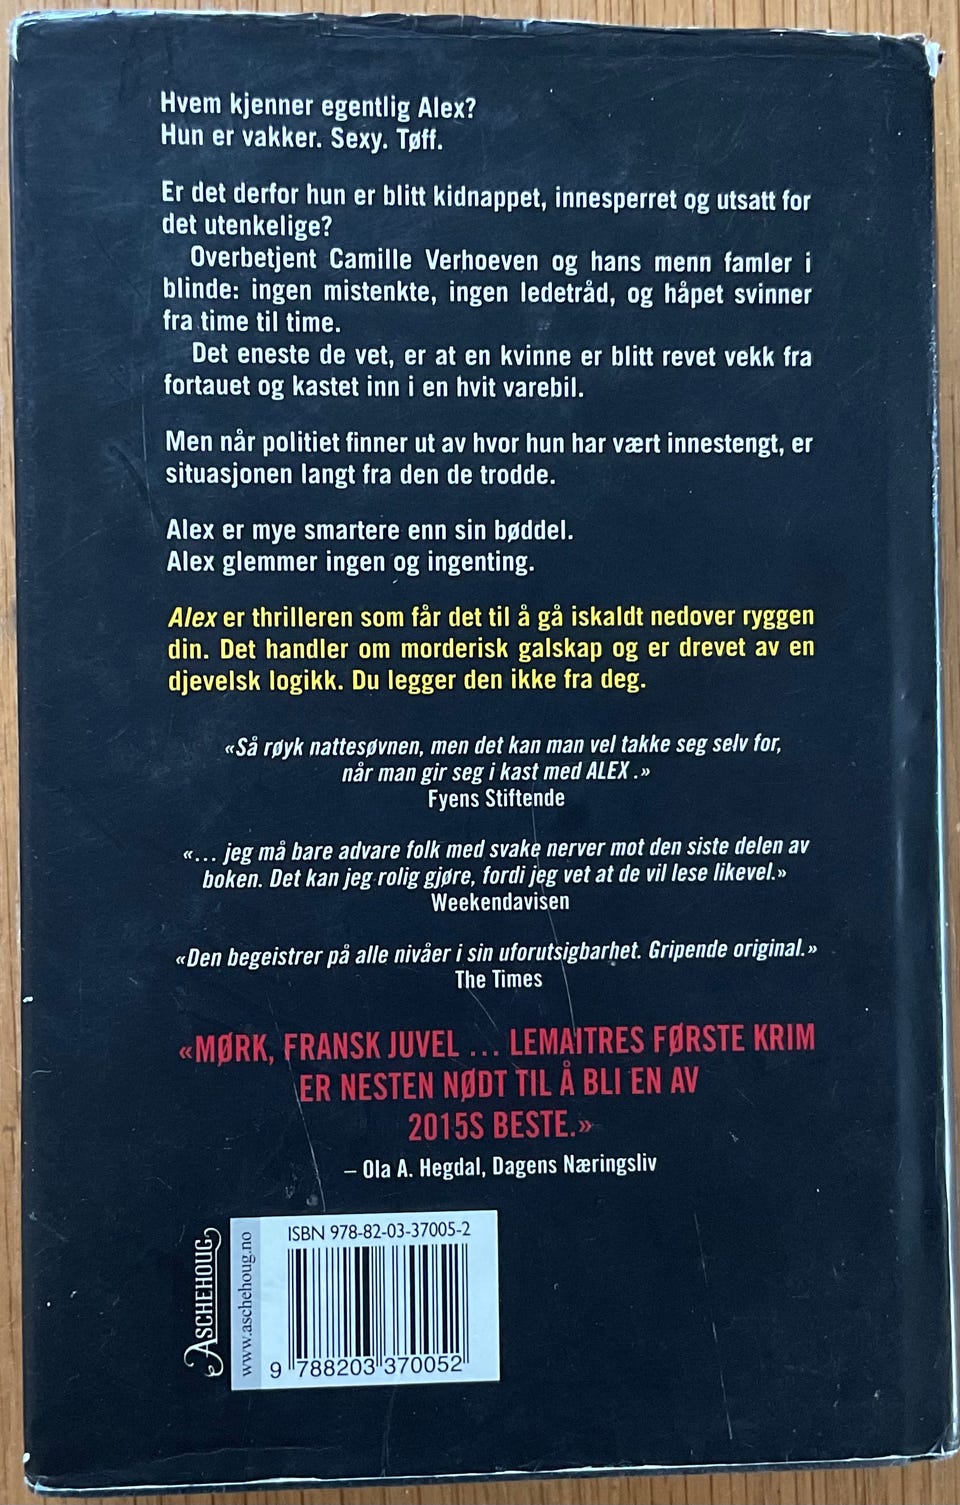 Hvem kjenner egentlig Alex?
Hun er vakker. Sexy. Tøff.
Er det derfor hun er blitt kidnappet, innesperret og utsatt for
det utenkelige?
Overbetjent Camille Verhoeven og hans menn famler i
blinde: ingen mistenkte, ingen ledetråd, og håpet svinner
fra time til time.
Det eneste de vet, er at en kvinne er blitt revet vekk fra
fortauet og kastet inn i en hvit varebil.
Men når politiet finner ut av hvor hun har vært innestengt, er
situasjonen langt fra den de trodde.
Alex er mye smartere enn sin bøddel.
Alex glemmer ingen og ingenting.
Alex er thrilleren som får det til å gå iskaldt nedover ryggen
din. Det handler om morderisk galskap og er drevet av en
djevelsk logikk. Du legger den ikke fra deg.
«Så røyk nattesøvnen, men det kan man vel takke seg selv for,
når man gir seg i kast med ALEX .»
Fyens Stiftende
«... jeg må bare advare folk med svake nerver mot den siste delen av
boken. Det kan jeg rolig gjøre, fordi jeg vet at de vil lese likevel.»
Weekendavisen
«Den begeistrer på alle nivåer i sin uforutsigbarhet. Gripende original.»
The Times
«MØRK, FRANSK JUVEL ... LEMAITRES FØRSTE KRIM
ER NESTEN NØDT TIL Å BLI EN AV
2015S BESTE.»
– Ola A. Hegdal, Dagens Næringsliv
ASCHEHOUG
www.aschehoug.no
ISBN 978-82-03-37005-2
9 788203 370052